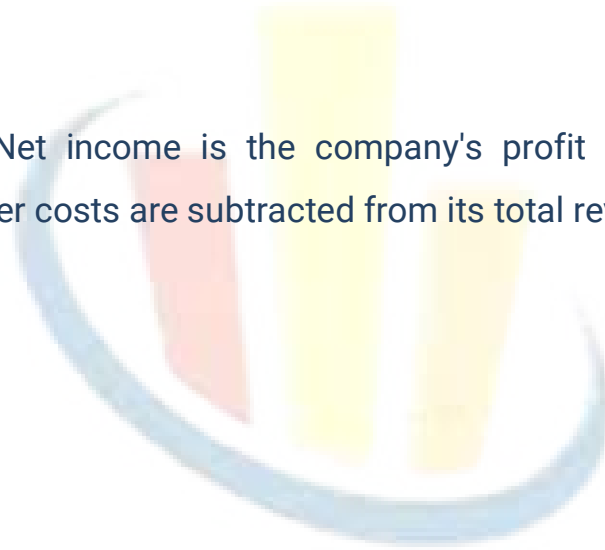 Net income is the company's profit
er costs are subtracted from its total re